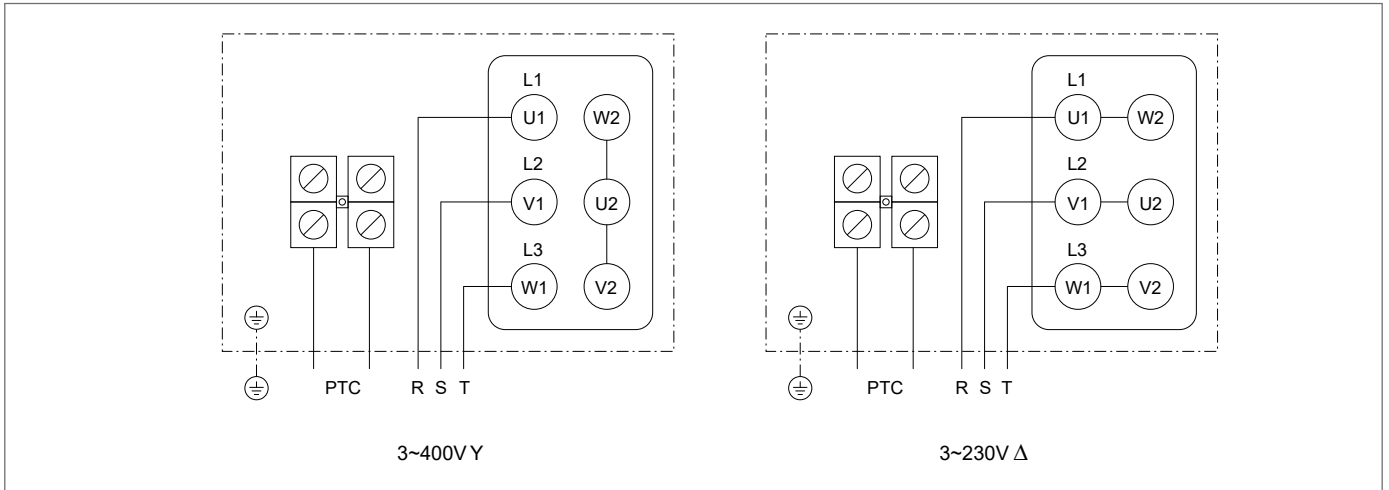 L1
U1 W2
L2
V1 U2
L3
W1 V2
PTC R S T
3~400V Y
L1
U1 W2
L2
V1 U2
L3
W1 V2
PTC R S T
3~230V Δ